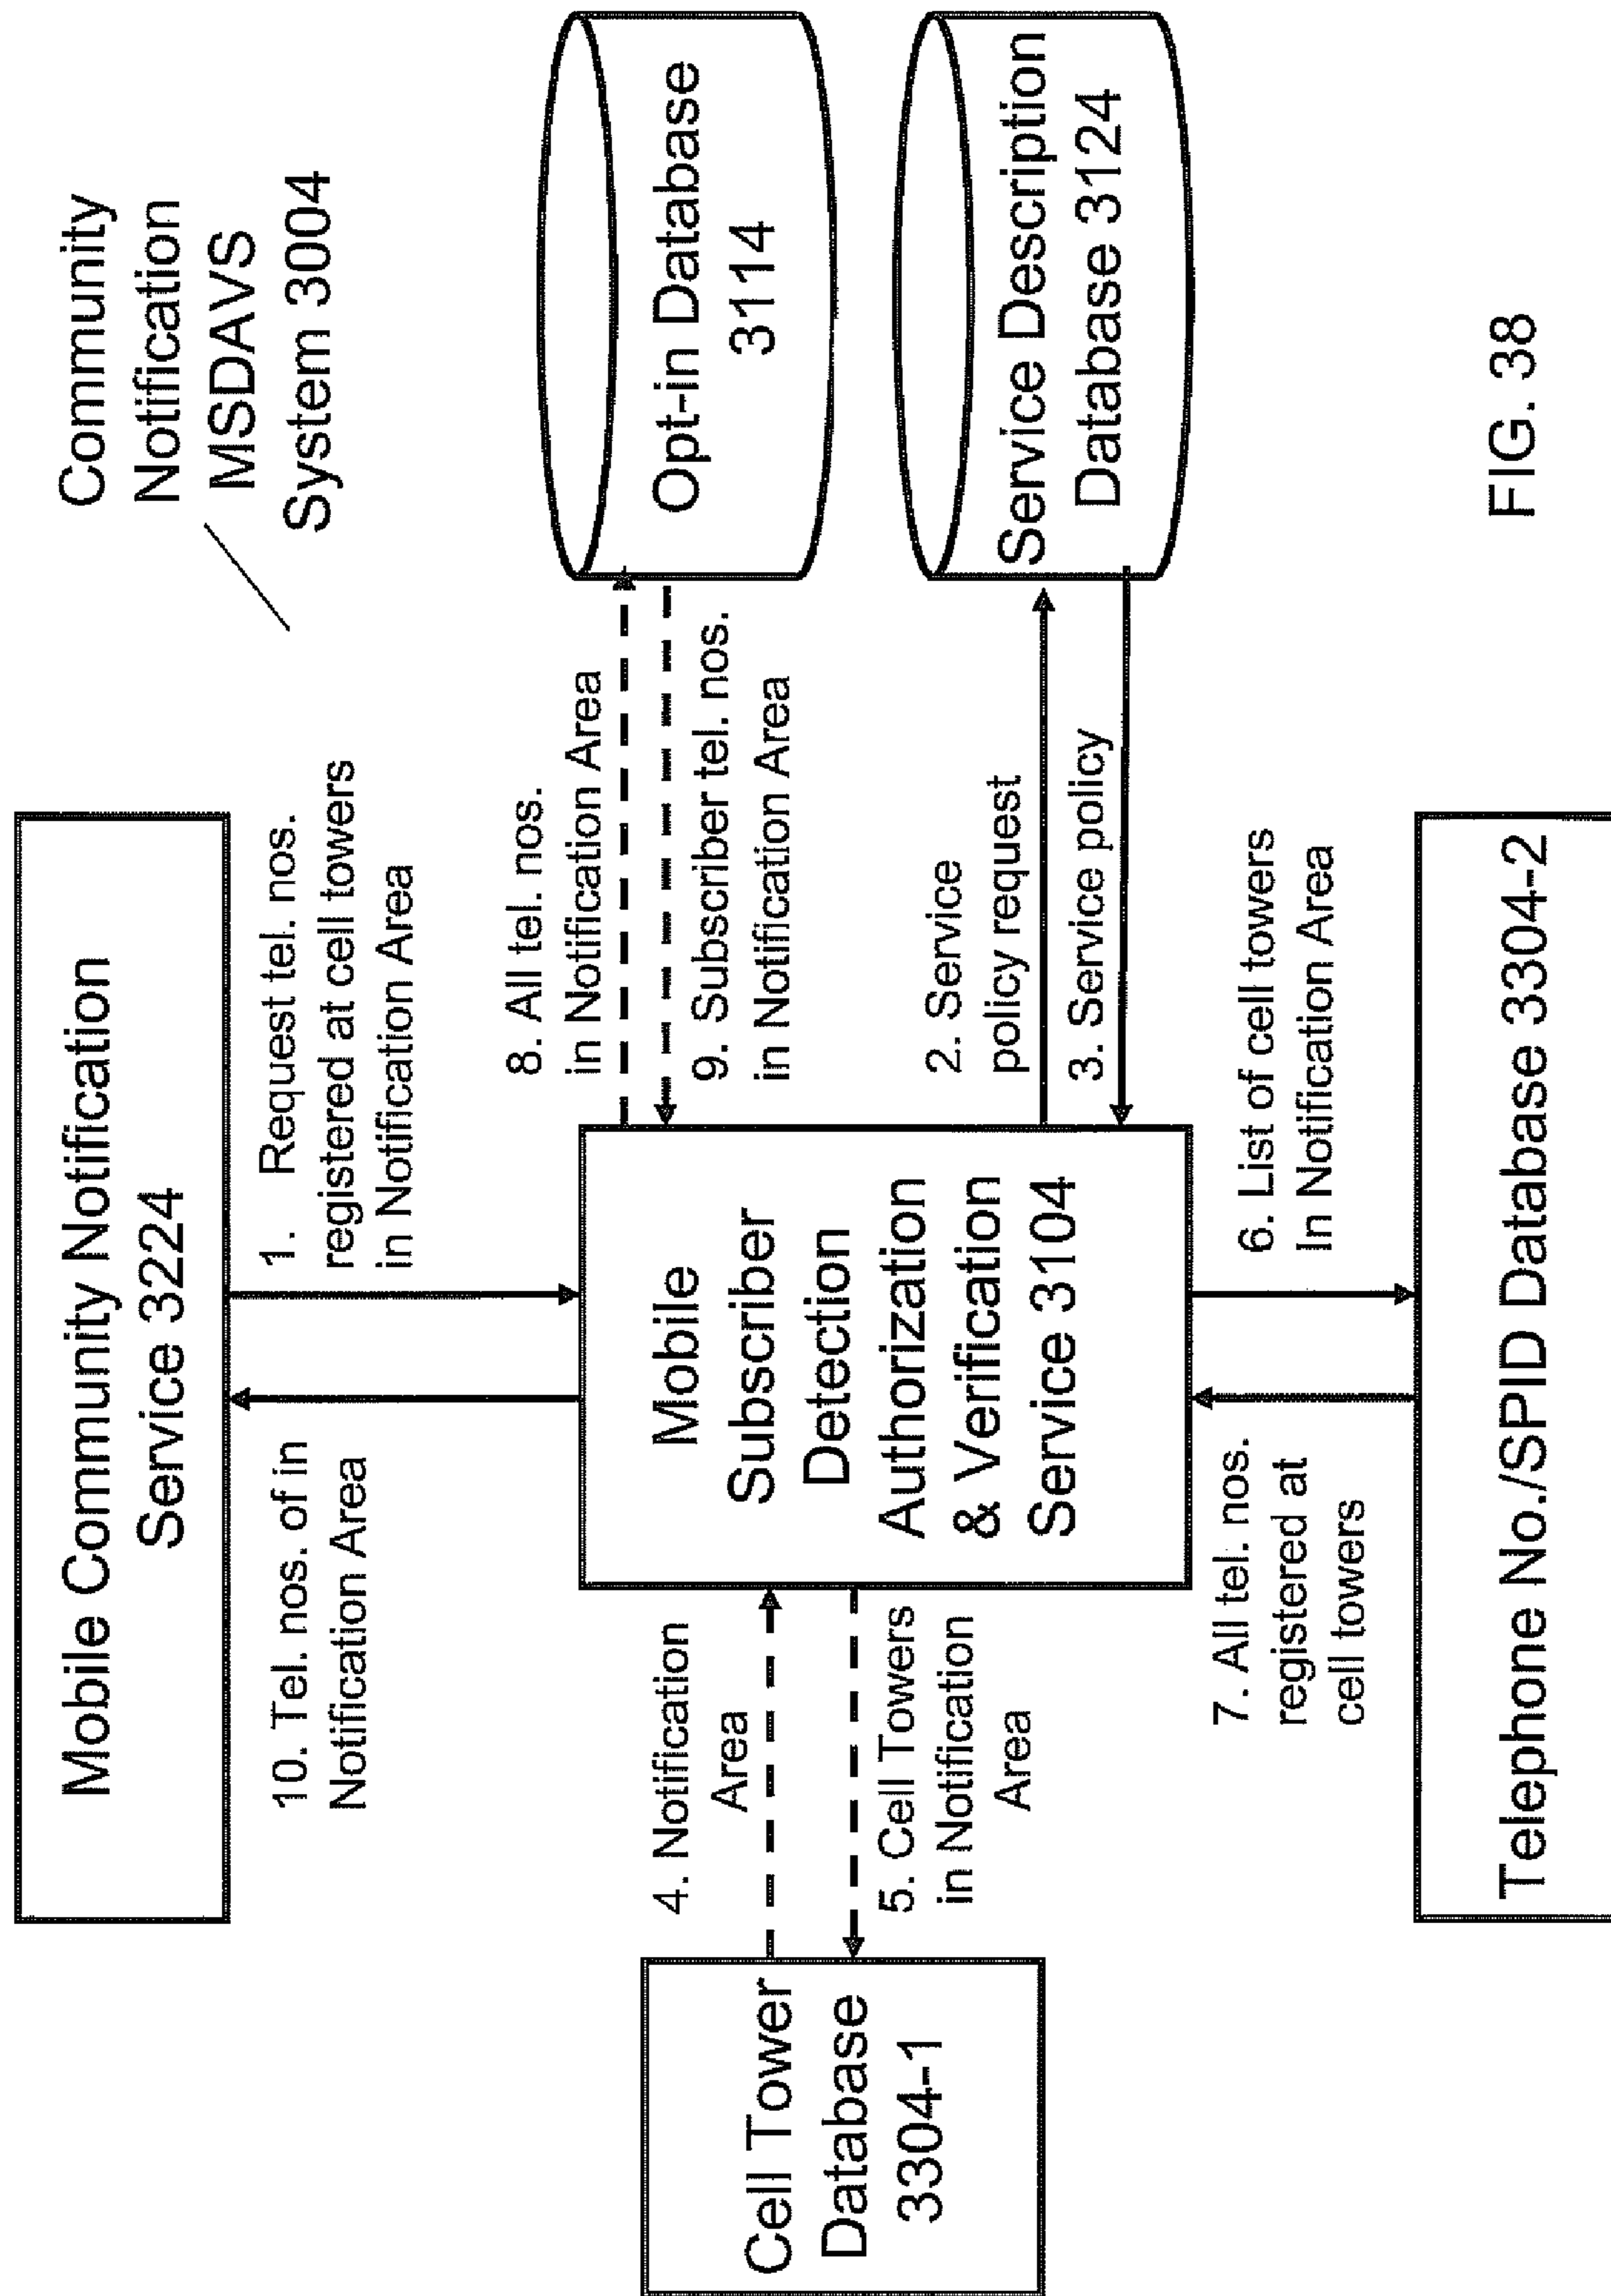 Community
Notification
MSDAVS
System 3004
Mobile Community Notification
Service 3224
10. Tel. nos. of in
Notification Area
1. Request tel. nos.
registered at cell towers
in Notification Area
8. All tel. nos.
in Notification Area
9. Subscriber tel. nos.
in Notification Area
Opt-in Database
3114
Cell Tower
Database
3304-1
4. Notification
Area
5. Cell Towers
in Notification
Area
Mobile
Subscriber
Detection
Authorization
& Verification
Service 3104
2. Service
policy request
3. Service policy
Service Description
Database 3124
7. All tel. nos.
registered at
cell towers
6. List of cell towers
In Notification Area
Telephone No./SPID Database 3304-2
FIG. 38